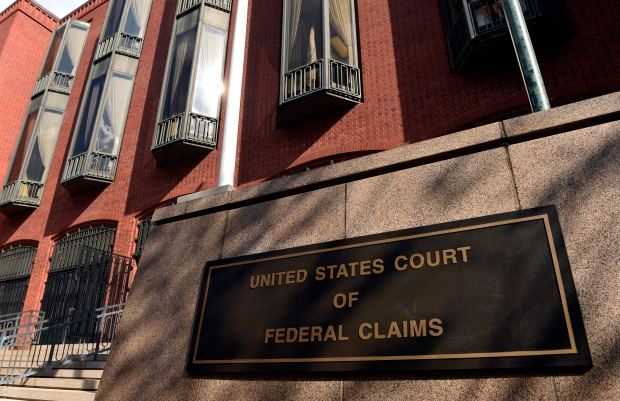 UNITED STATES COURT
OF
FEDERAL CLAIMS